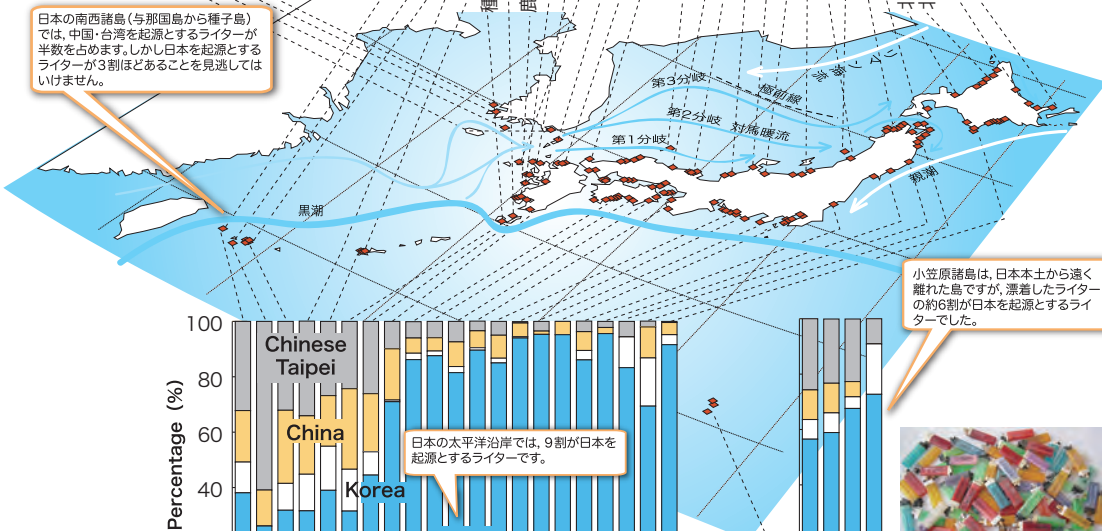 日本の南西諸島(与那国島から種子島)
では、中国・台湾を起源とするライターが
半数を占めます。しかし日本を起源とする
ライターが3割ほどあることを見逃しては
いけません。
リマン海流
第3分岐
極前線
第2分岐 対馬暖流
第1分岐
親潮
黒潮
小笠原諸島は、日本本土から遠く
離れた島ですが、漂着したライター
の約6割が日本を起源とするライ
ターでした。
100
80
60
40
Percentage (%)
Chinese
Taipei
China
Korea
日本の太平洋沿岸では、9割が日本を
起源とするライターです。